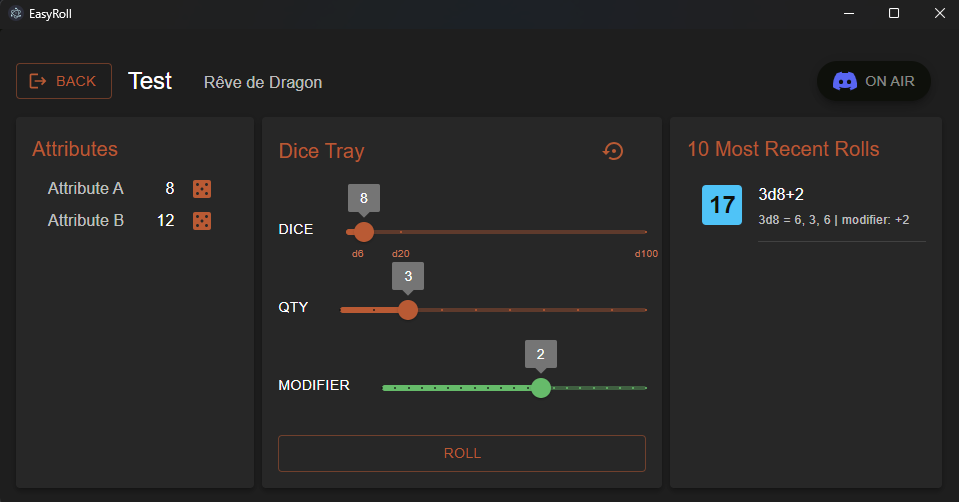 EasyRoll
BACK
Test
Rêve de Dragon
ON AIR
Attributes
Attribute A 8
Attribute B 12
Dice Tray
8
DICE
d6 d20 d100
3
QTY
2
MODIFIER
ROLL
10 Most Recent Rolls
17
3d8+2
3d8 = 6, 3, 6 | modifier: +2